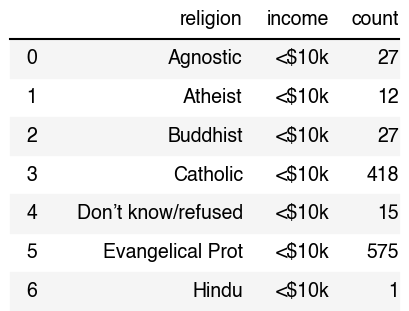 religion income count
0 Agnostic <$10k 27
1 Atheist <$10k 12
2 Buddhist <$10k 27
3 Catholic <$10k 418
4 Don’t know/refused <$10k 15
5 Evangelical Prot <$10k 575
6 Hindu <$10k 1